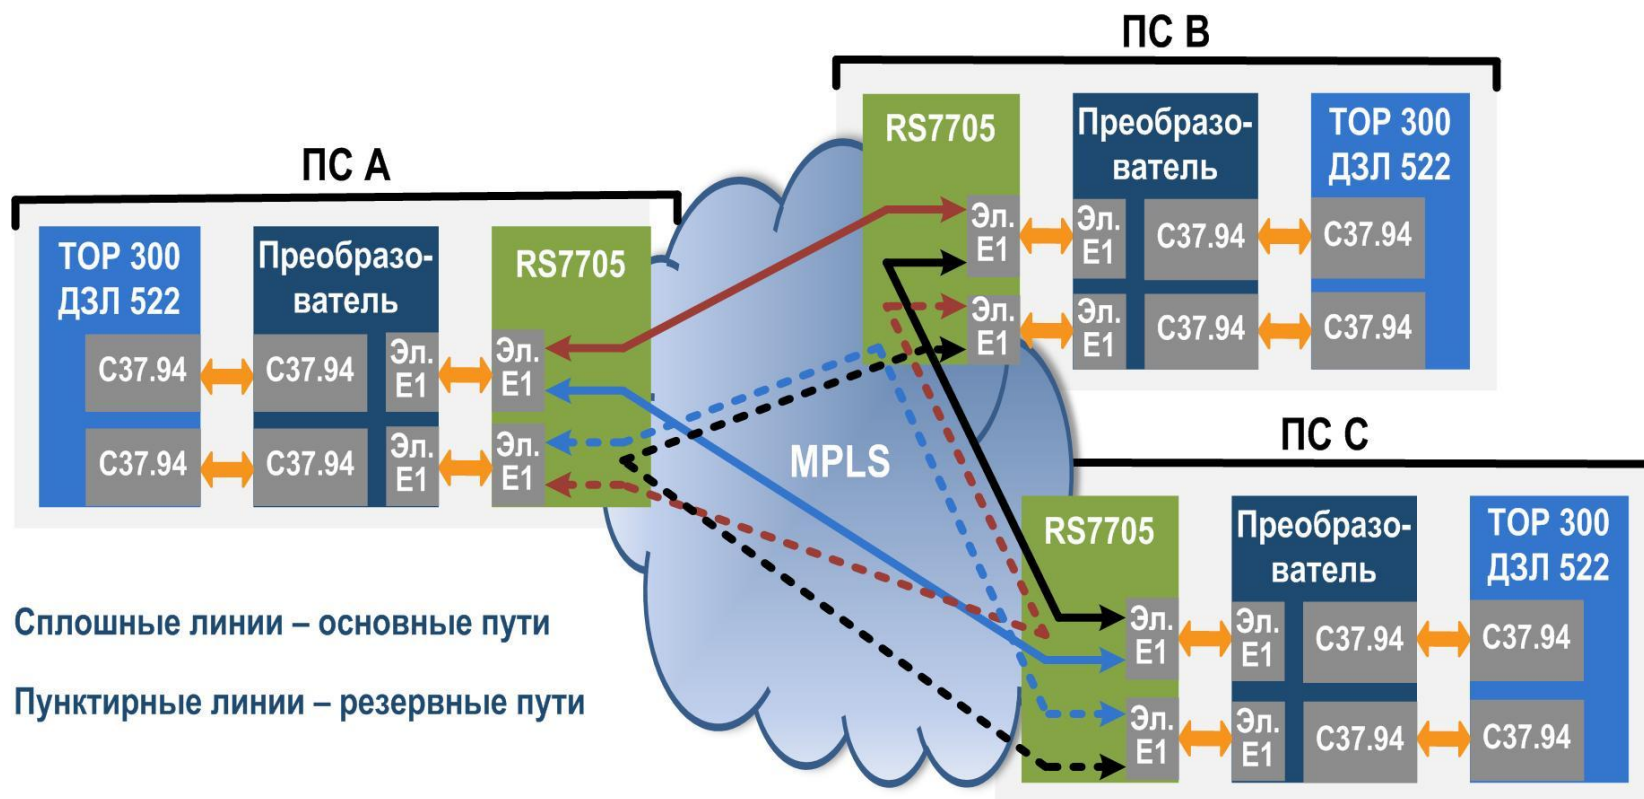 ПС В
RS7705
Преобразо-
ватель
ТОР 300
ДЗЛ 522
Эл.
Е1
Эл.
Е1
С37.94
С37.94
Эл.
Е1
Эл.
Е1
С37.94
С37.94
ПС А
ТОР 300
ДЗЛ 522
Преобразо-
ватель
RS7705
С37.94
С37.94
Эл.
Е1
Эл.
Е1
С37.94
С37.94
Эл.
Е1
Эл.
Е1
MPLS
ПС С
RS7705
Преобразо-
ватель
ТОР 300
ДЗЛ 522
Эл.
Е1
Эл.
Е1
С37.94
С37.94
Эл.
Е1
Эл.
Е1
С37.94
С37.94
Сплошные линии – основные пути
Пунктирные линии – резервные пути